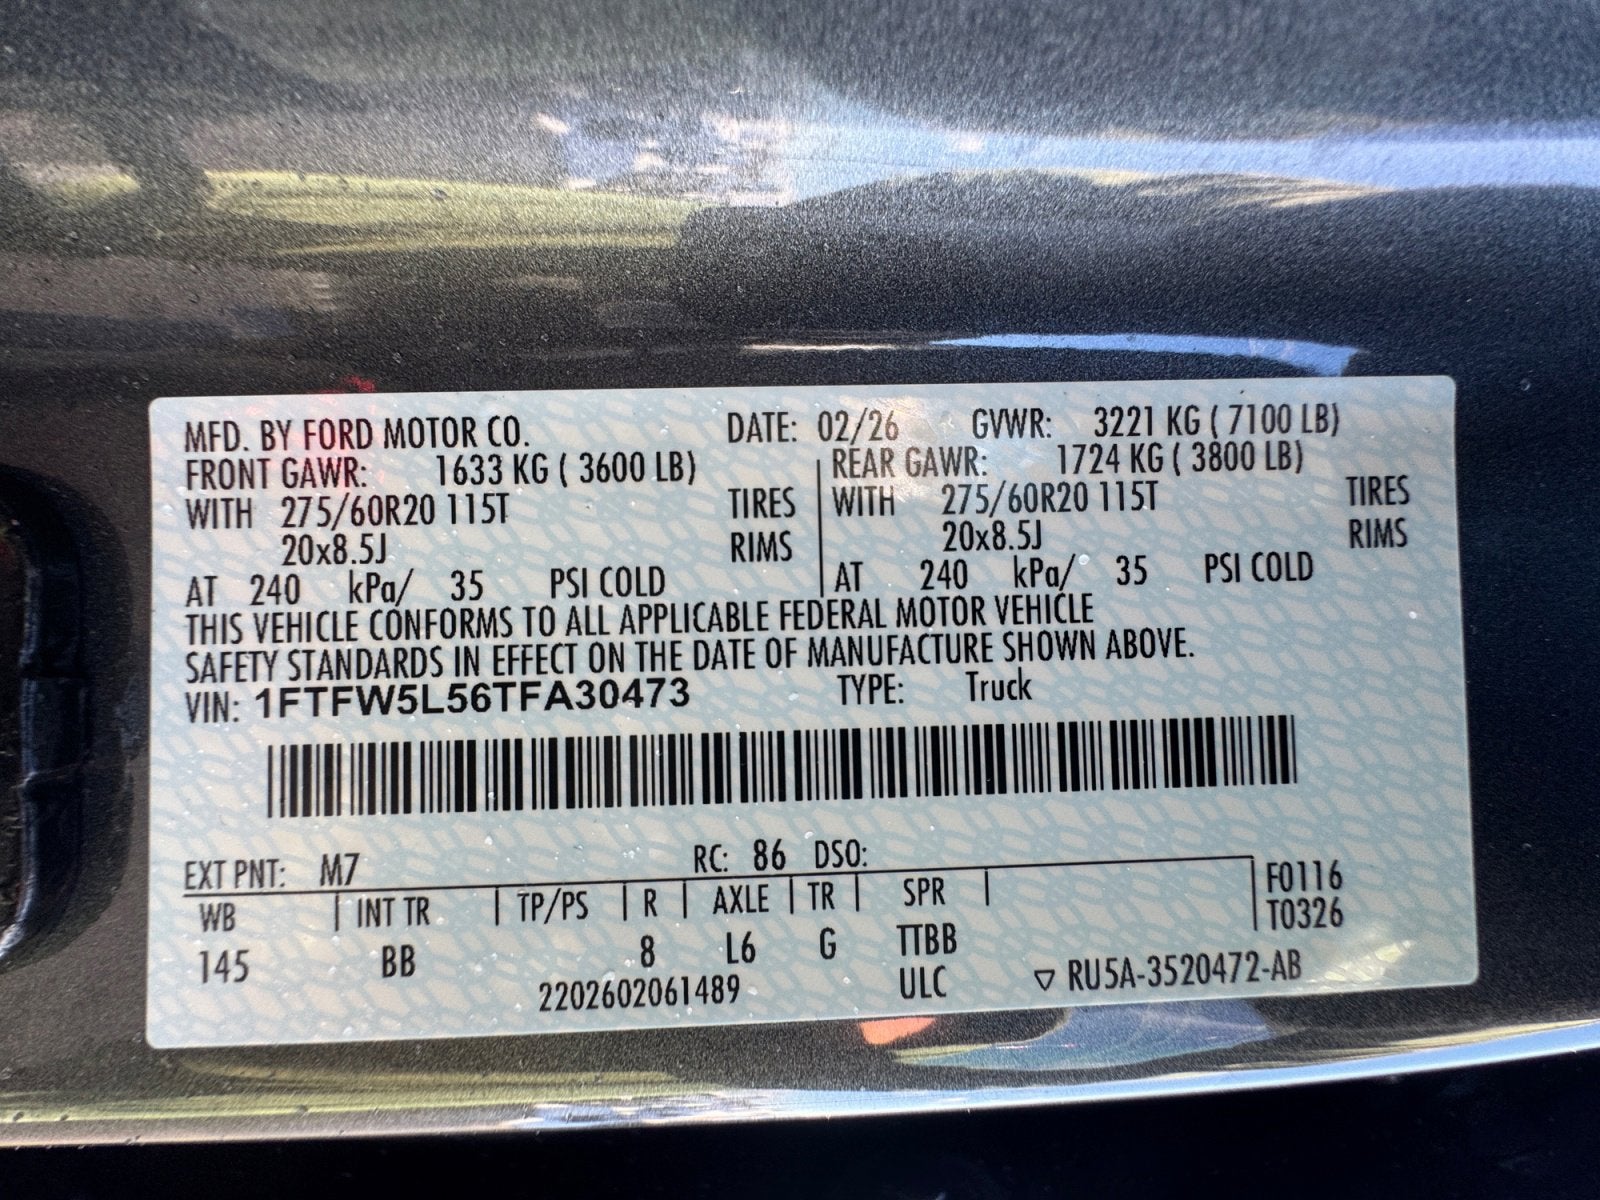 MFD. BY FORD MOTOR CO. DATE: 02/26 GVWR: 3221 KG ( 7100 LB)
FRONT GAWR: 1633 KG ( 3600 LB) REAR GAWR: 1724 KG ( 3800 LB)
WITH 275/60R20 115T TIRES WITH 275/60R20 115T TIRES
20x8.5J RIMS 20x8.5J RIMS
AT 240 kPa/ 35 PSI COLD AT 240 kPa/ 35 PSI COLD
THIS VEHICLE CONFORMS TO ALL APPLICABLE FEDERAL MOTOR VEHICLE
SAFETY STANDARDS IN EFFECT ON THE DATE OF MANUFACTURE SHOWN ABOVE.
VIN: 1FTFW5L56TFA30473 TYPE: Truck
EXT PNT: M7 RC: 86 DSO:
WB INT TR TP/PS R AXLE TR SPR F0116
T0326
145 BB 8 L6 G TTBB
2202602061489 ULC RU5A-3520472-AB